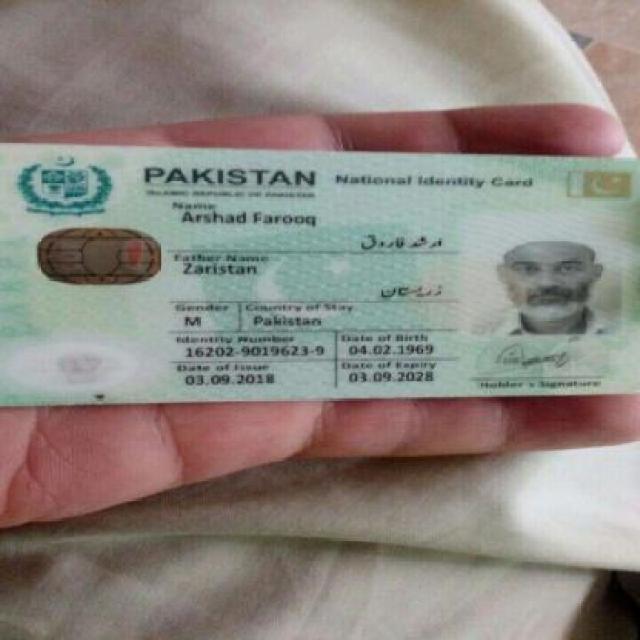 PAKISTAN National Identity Card
ISLAMIC REPUBLIC OF PAKISTAN
Name
Arshad Farooq
ارشد فاروق
Father Name
Zaristan
زرستان
Gender Country of Stay
M Pakistan
Identity Number Date of Birth
16202-9019623-9 04.02.1969
Date of Issue Date of Expiry
03.09.2018 03.09.2028
Holder's Signature